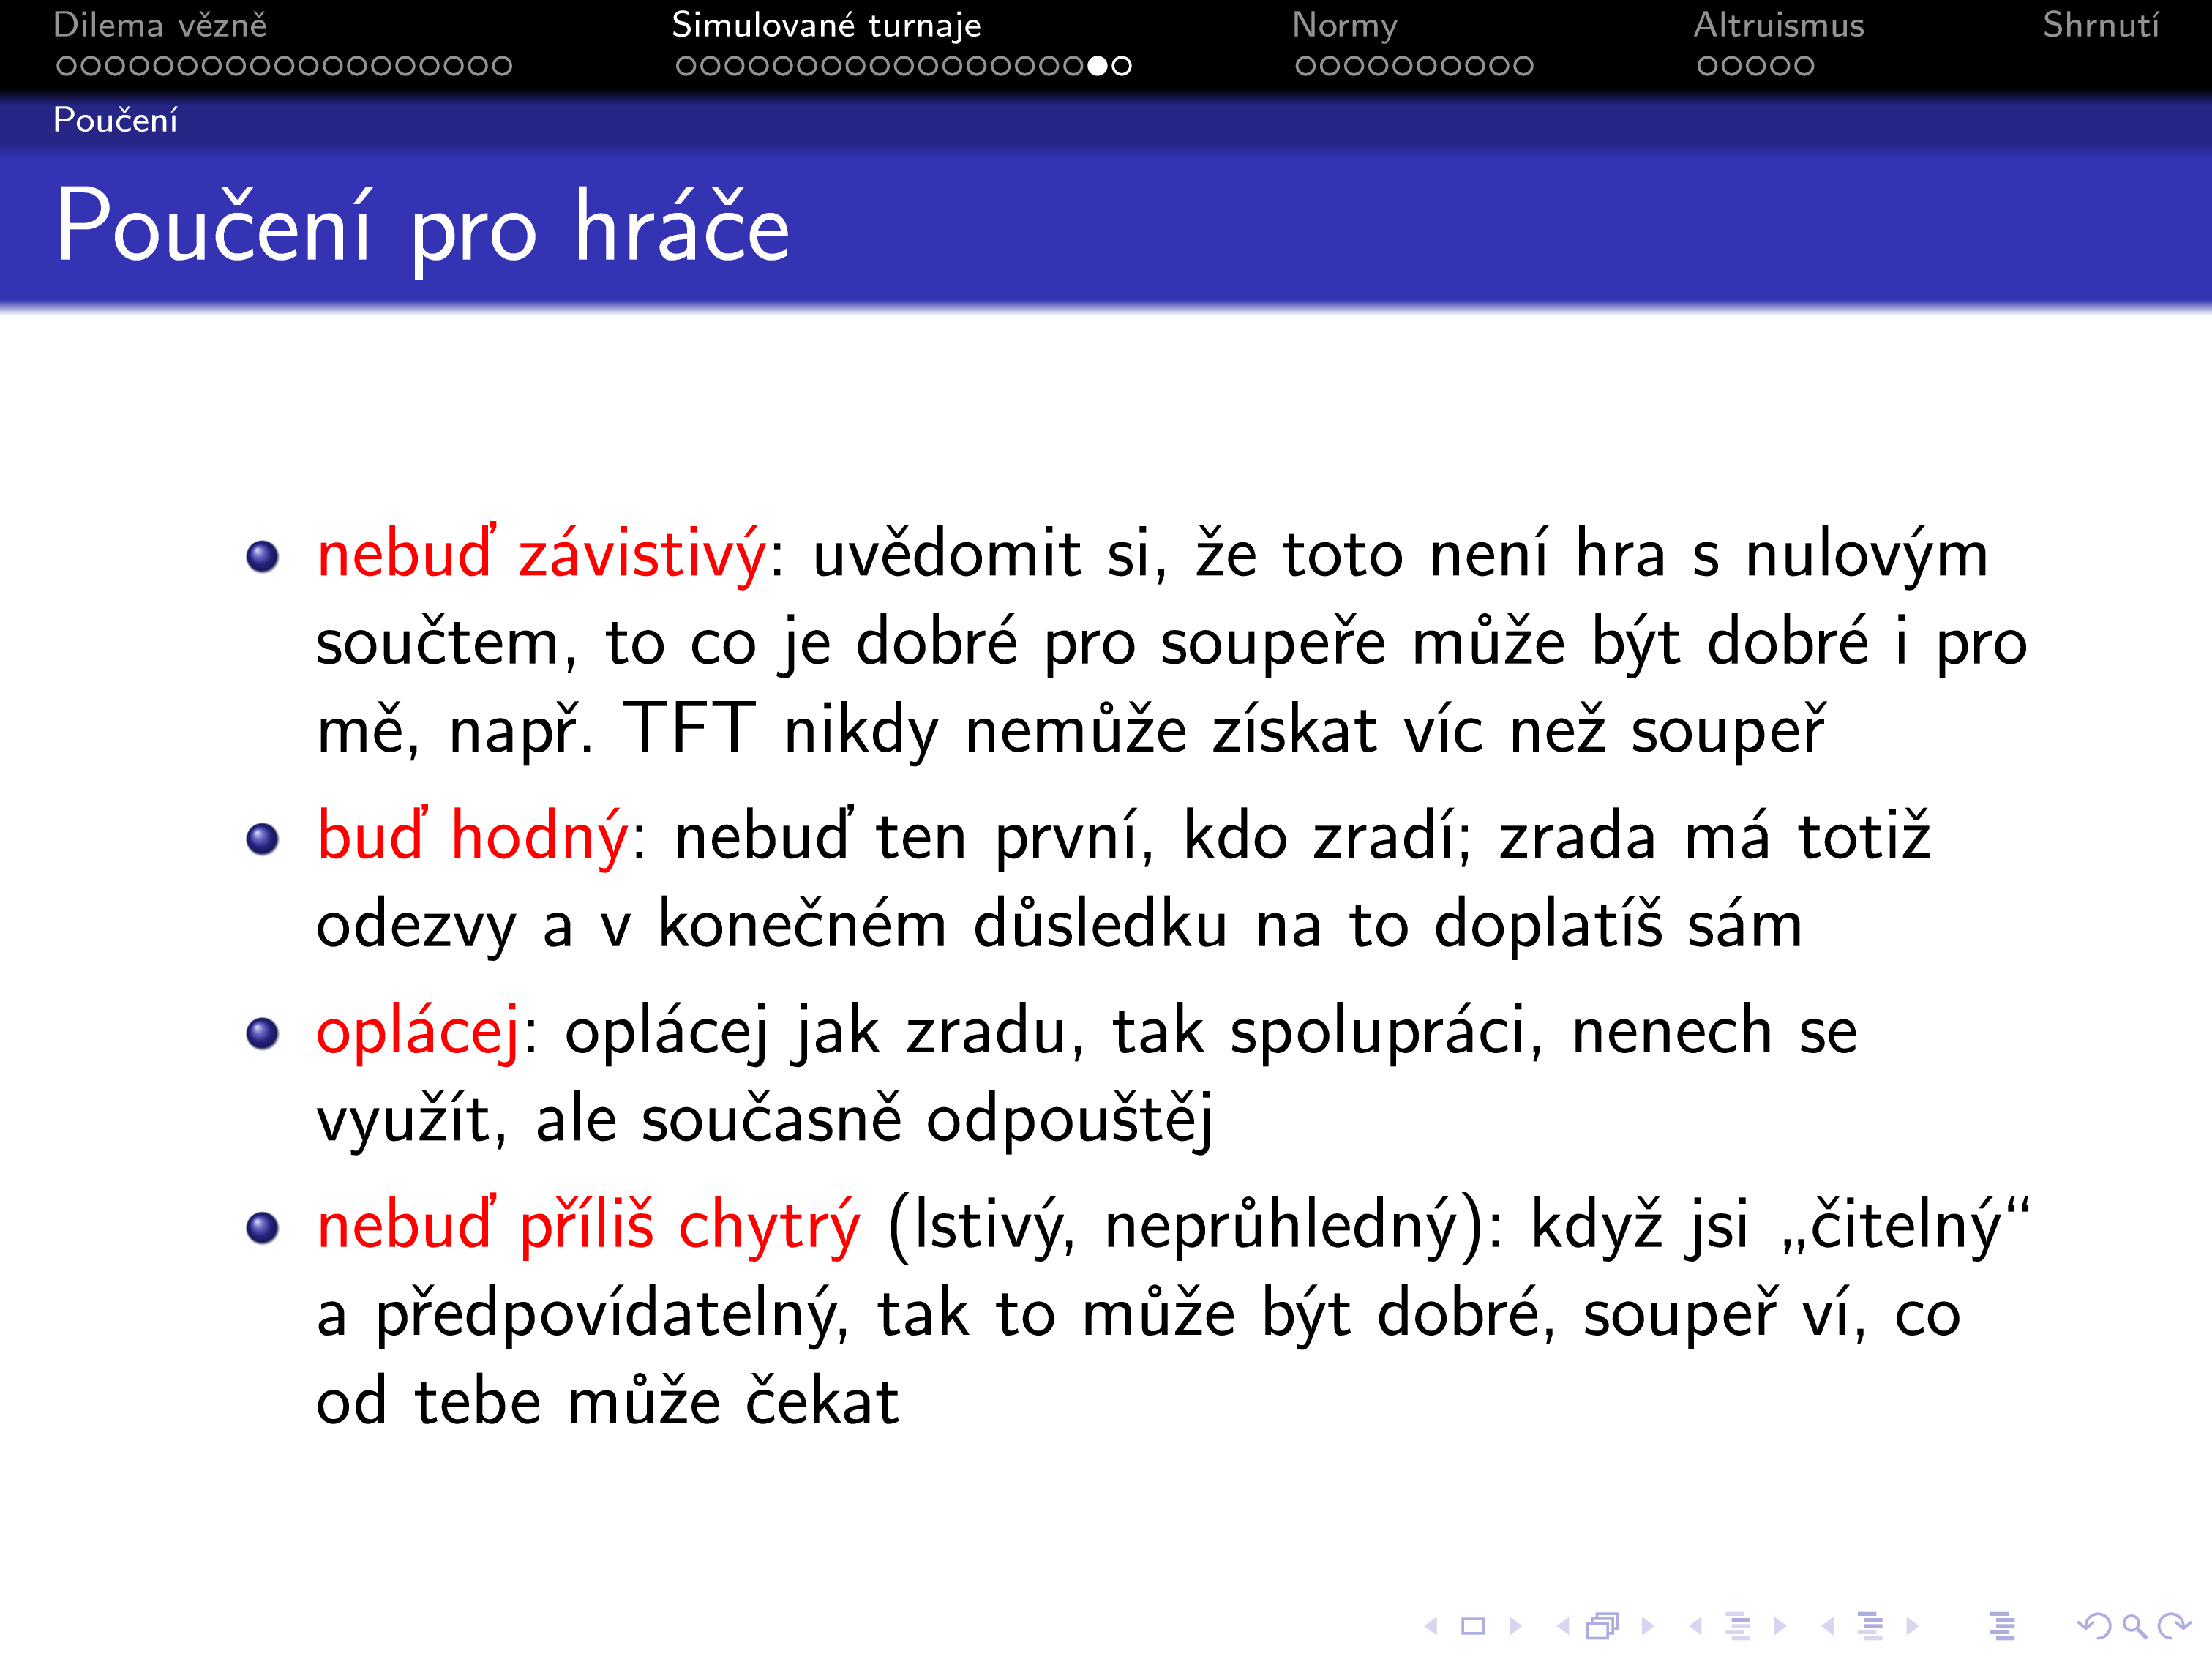 Dilema vězně Simulované turnaje Normy Altruismus Shrnutí
Poučení
Poučení pro hráče
nebuď závistivý: uvědomit si, že toto není hra s nulovým
součtem, to co je dobré pro soupeře může být dobré i pro
mě, např. TFT nikdy nemůže získat víc než soupeř
buď hodný: nebuď ten první, kdo zradí; zrada má totiž
odezvy a v konečném důsledku na to doplatíš sám
oplácej: oplácej jak zradu, tak spolupráci, nenech se
využít, ale současně odpouštěj
nebuď příliš chytrý (lstivý, neprůhledný): když jsi „čitelný“
a předpovídatelný, tak to může být dobré, soupeř ví, co
od tebe může čekat